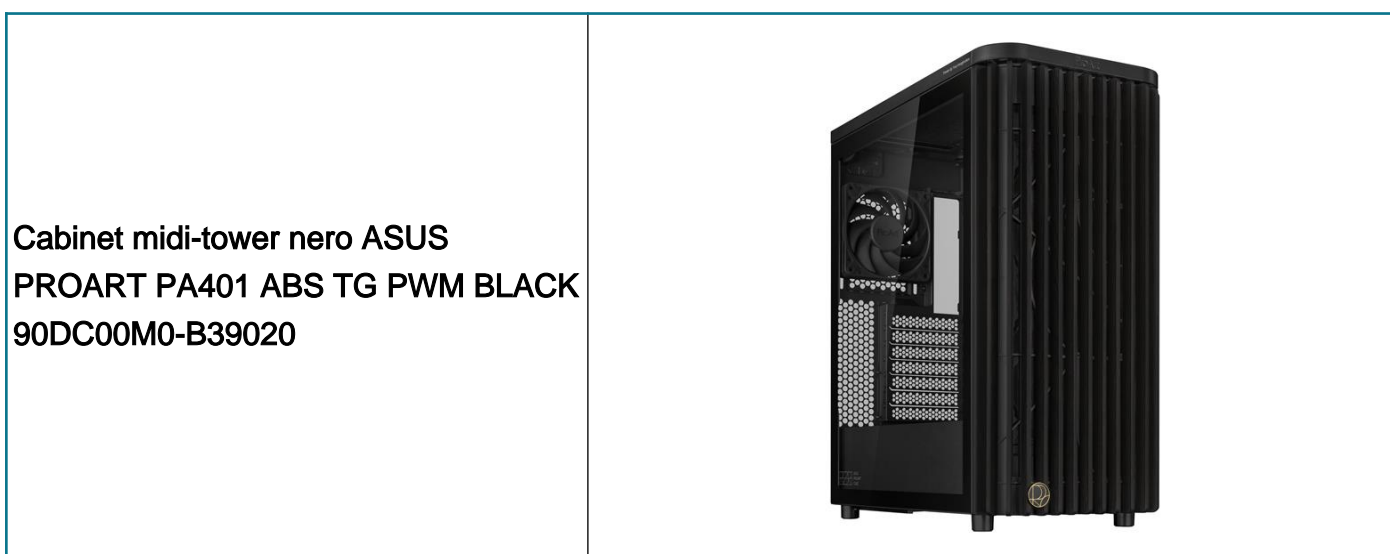 Cabinet midi-tower nero ASUS
PROART PA401 ABS TG PWM BLACK
90DC00M0-B39020